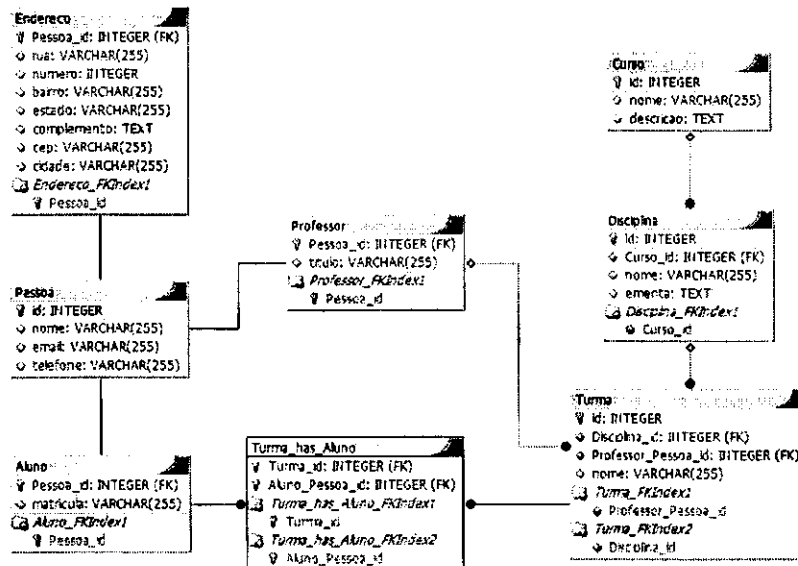 Endereco
Pessoa_id: INTEGER (FK)
rua: VARCHAR(255)
numero: INTEGER
bairro: VARCHAR(255)
estado: VARCHAR(255)
complemento: TEXT
cep: VARCHAR(255)
cidade: VARCHAR(255)
Endereco_FKIndex1
Pessoa_id
Pessoa
id: INTEGER
nome: VARCHAR(255)
email: VARCHAR(255)
telefone: VARCHAR(255)
Aluno
Pessoa_id: INTEGER (FK)
matricula: VARCHAR(255)
Aluno_FKIndex1
Pessoa_id
Professor
Pessoa_id: INTEGER (FK)
titulo: VARCHAR(255)
Professor_FKIndex1
Pessoa_id
Turma_has_Aluno
Turma_id: INTEGER (FK)
Aluno_Pessoa_id: INTEGER (FK)
Turma_has_Aluno_FKIndex1
Turma_id
Turma_has_Aluno_FKIndex2
Aluno_Pessoa_id
Curso
id: INTEGER
nome: VARCHAR(255)
descricao: TEXT
Disciplina
id: INTEGER
Curso_id: INTEGER (FK)
nome: VARCHAR(255)
ementa: TEXT
Disciplina_FKIndex1
Curso_id
Turma
id: INTEGER
Disciplina_id: INTEGER (FK)
Professor_Pessoa_id: INTEGER (FK)
nome: VARCHAR(255)
Turma_FKIndex1
Professor_Pessoa_id
Turma_FKIndex2
Disciplina_id